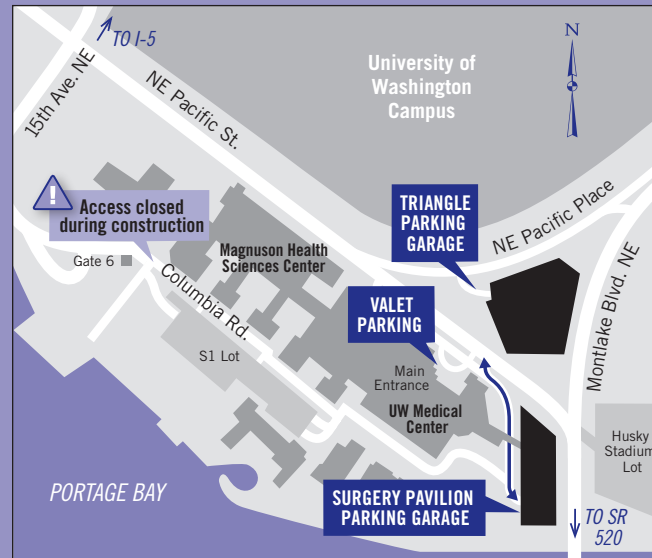 TO I-5
15th Ave. NE
NE Pacific St.
University of
Washington
Campus
N
!
Access closed
during construction
Gate 6
Magnuson Health
Sciences Center
TRIANGLE
PARKING
GARAGE
NE Pacific Place
Montlake Blvd. NE
Columbia Rd.
S1 Lot
VALET
PARKING
Main
Entrance
UW Medical
Center
Husky
Stadium
Lot
PORTAGE BAY
SURGERY PAVILION
PARKING GARAGE
TO SR
520